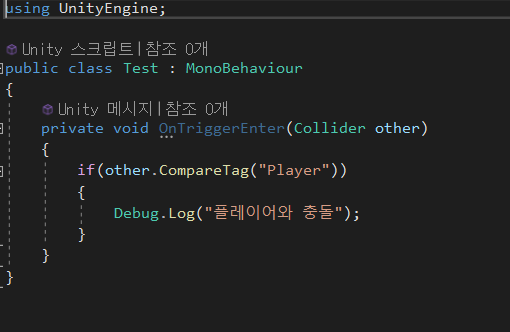 using UnityEngine;
Unity 스크립트|참조 0개
public class Test : MonoBehaviour
{
Unity 메시지|참조 0개
private void OnTriggerEnter(Collider other)
{
if(other.CompareTag("Player"))
{
Debug.Log("플레이어와 충돌");
}
}
}